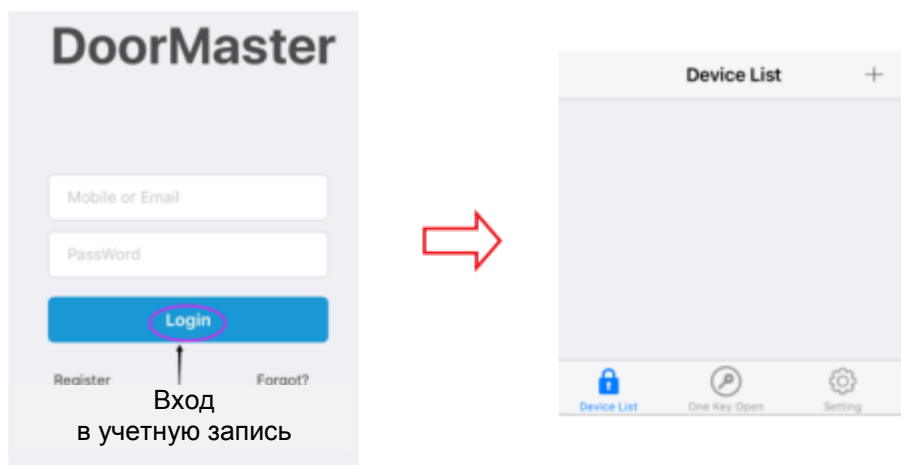 DoorMaster
Mobile or Email
PassWord
Login
Register Forgot?
Вход
в учетную запись
Device List +
Device List One Key Open Setting